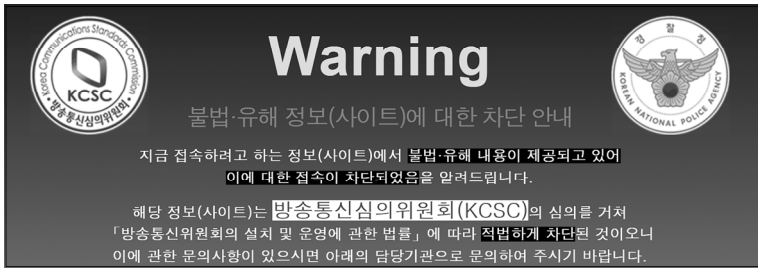 Warning
불법·유해 정보(사이트)에 대한 차단 안내
지금 접속하려고 하는 정보(사이트)에서 불법·유해 내용이 제공되고 있어
이에 대한 접속이 차단되었음을 알려드립니다.
해당 정보(사이트)는 방송통신심의위원회(KCSC)의 심의를 거쳐
「방송통신위원회의 설치 및 운영에 관한 법률」 에 따라 적법하게 차단된 것이오니
이에 관한 문의사항이 있으시면 아래의 담당기관으로 문의하여 주시기 바랍니다.
Korea Communications Standards Commission
KCSC
방송통신심의위원회
경찰청
KOREAN NATIONAL POLICE AGENCY